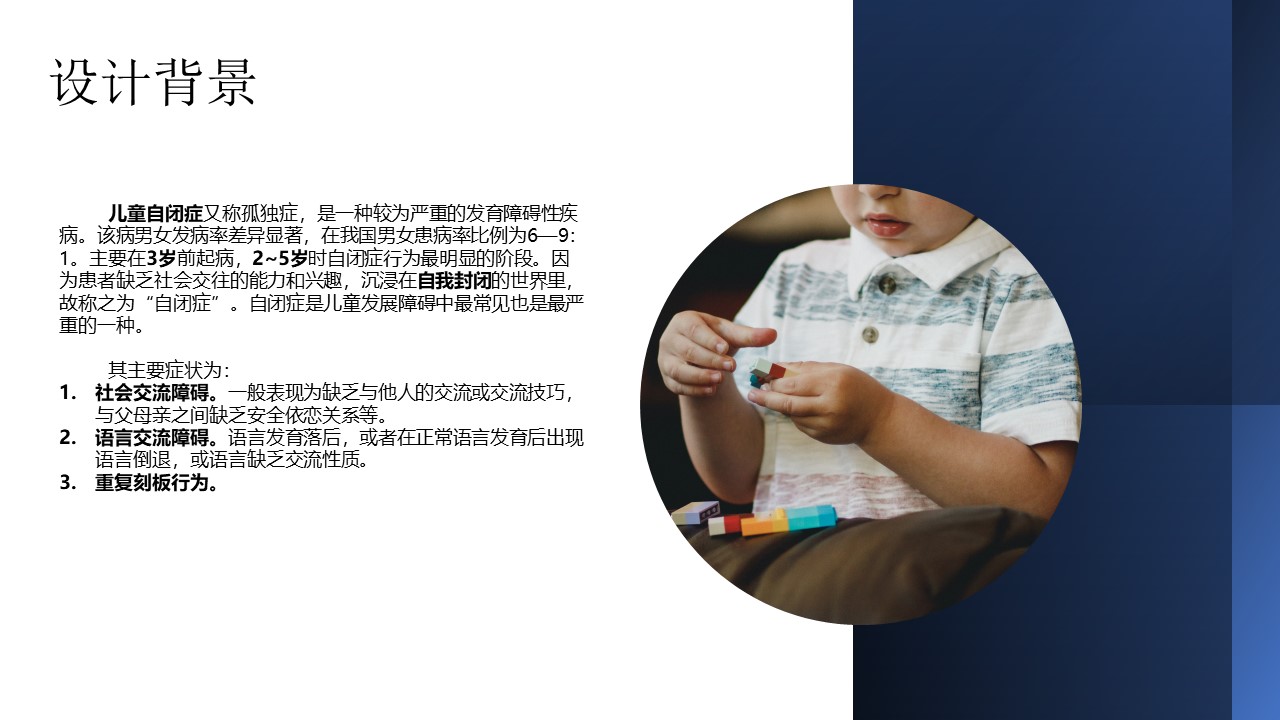 设计背景
儿童自闭症又称孤独症，是一种较为严重的发育障碍性疾
病。该病男女发病率差异显著，在我国男女患病率比例为6—9：
1。主要在3岁前起病，2~5岁时自闭症行为最明显的阶段。因
为患者缺乏社会交往的能力和兴趣，沉浸在自我封闭的世界里，
故称之为“自闭症”。自闭症是儿童发展障碍中最常见也是最严
重的一种。
其主要症状为：
1. 社会交流障碍。一般表现为缺乏与他人的交流或交流技巧，
与父母亲之间缺乏安全依恋关系等。
2. 语言交流障碍。语言发育落后，或者在正常语言发育后出现
语言倒退，或语言缺乏交流性质。
3. 重复刻板行为。